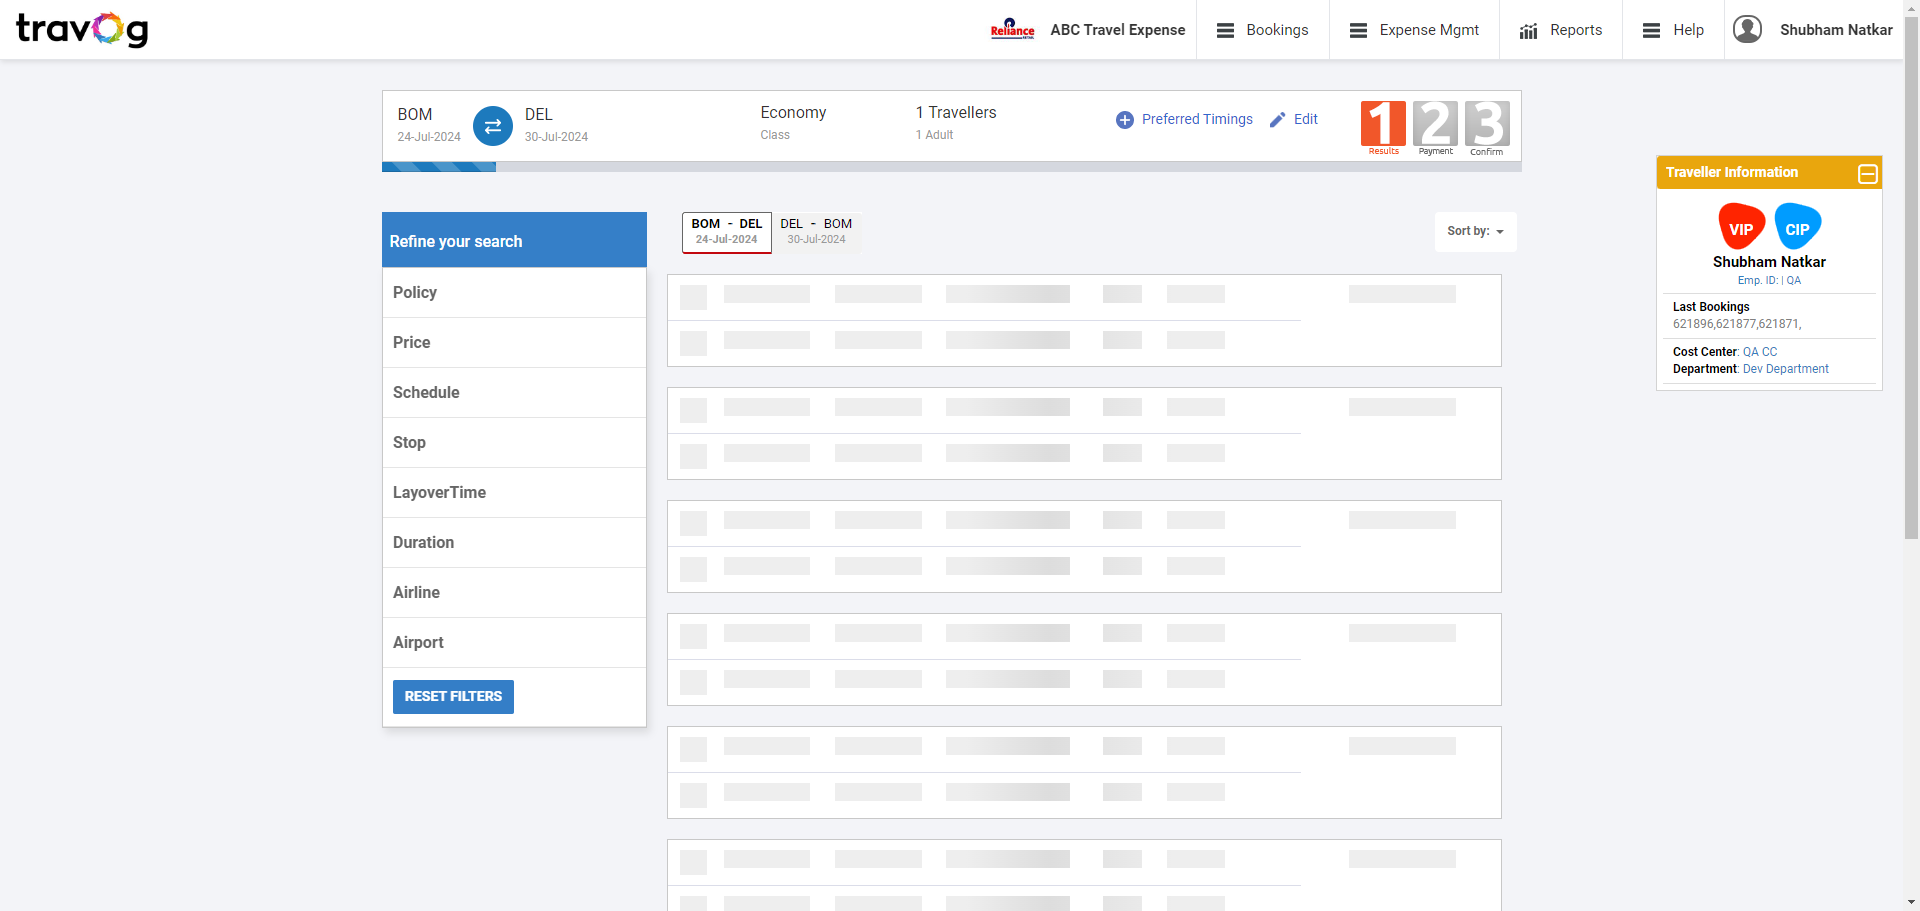 travog
Reliance
RETAIL
ABC Travel Expense
Bookings
Expense Mgmt
Reports
Help
Shubham Natkar
BOM
24-Jul-2024
DEL
30-Jul-2024
Economy
Class
1 Travellers
1 Adult
Preferred Timings
Edit
1
Results
2
Payment
3
Confirm
Traveller Information
VIP
CIP
Shubham Natkar
Emp. ID: | QA
Last Bookings
621896,621877,621871,
Cost Center: QA CC
Department: Dev Department
Refine your search
Policy
Price
Schedule
Stop
LayoverTime
Duration
Airline
Airport
RESET FILTERS
BOM - DEL
24-Jul-2024
DEL - BOM
30-Jul-2024
Sort by: